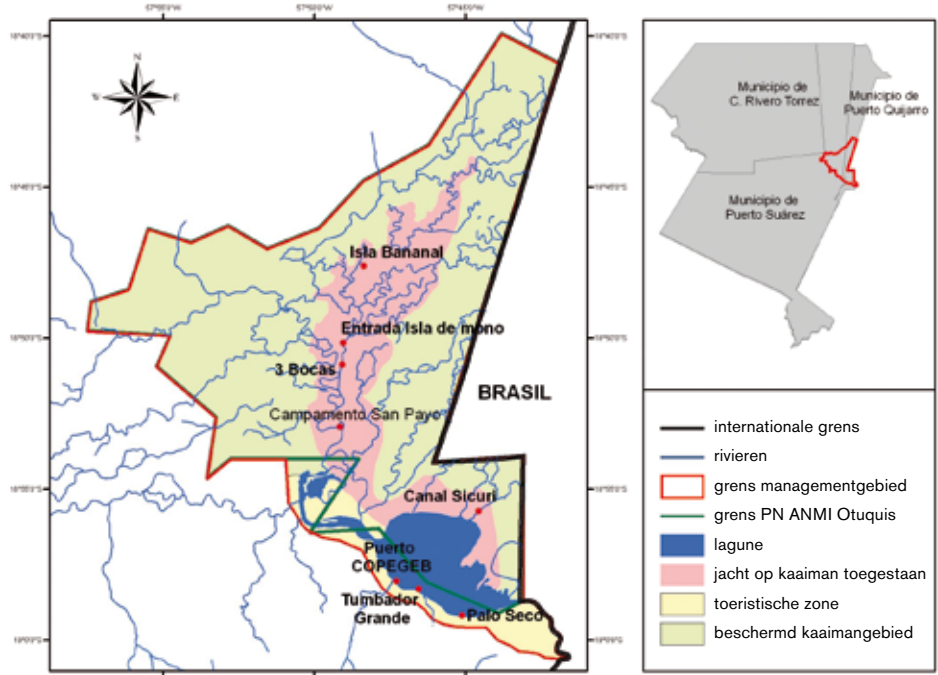 N
W
E
S
Isla Bananal
Entrada Isla de mono
3 Bocas
BRASIL
Campamento San Payo
Canal Sicuri
Puerto
COPEGEB
Tumbador
Grande
Palo Seco
Municipio de
C. Rivero Torrez
Municipio de
Puerto Quijarro
Municipio de
Puerto Suárez
internationale grens
rivieren
grens managementgebied
grens PN ANMI Otuquis
lagune
jacht op kaaiman toegestaan
toeristische zone
beschermd kaaimangebied